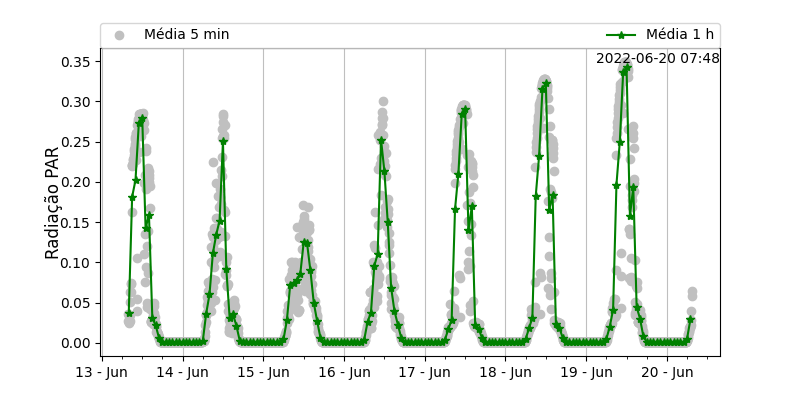 Média 5 min
Média 1 h
2022-06-20 07:48
Radiação PAR
0.35
0.30
0.25
0.20
0.15
0.10
0.05
0.00
13 - Jun
14 - Jun
15 - Jun
16 - Jun
17 - Jun
18 - Jun
19 - Jun
20 - Jun